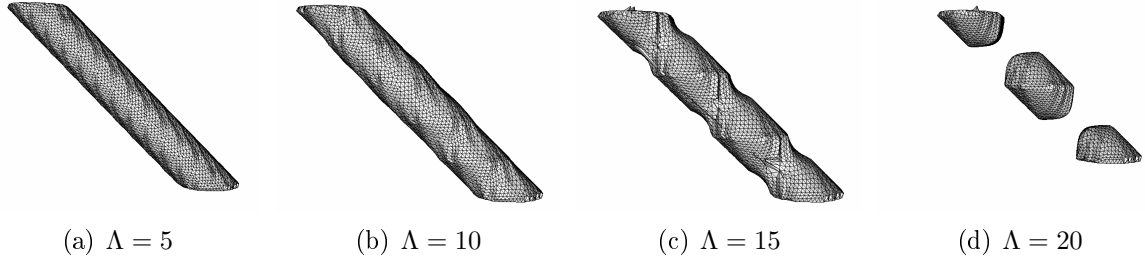 (a) Λ = 5
(b) Λ = 10
(c) Λ = 15
(d) Λ = 20